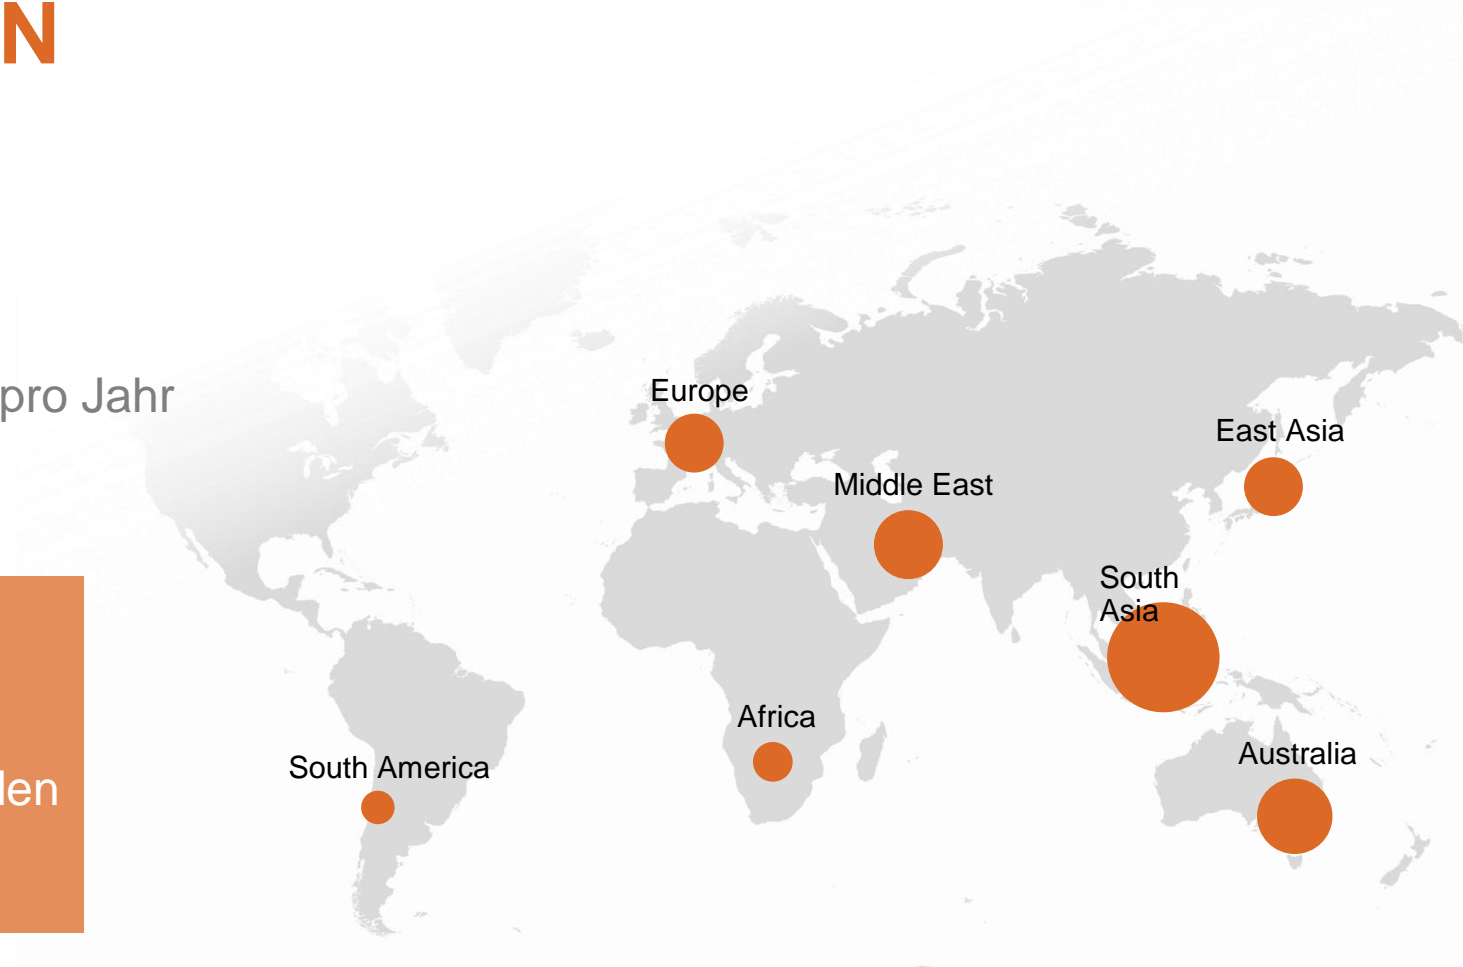 N
pro Jahr
Europe
East Asia
Middle East
South
Asia
Africa
Australia
South America
len